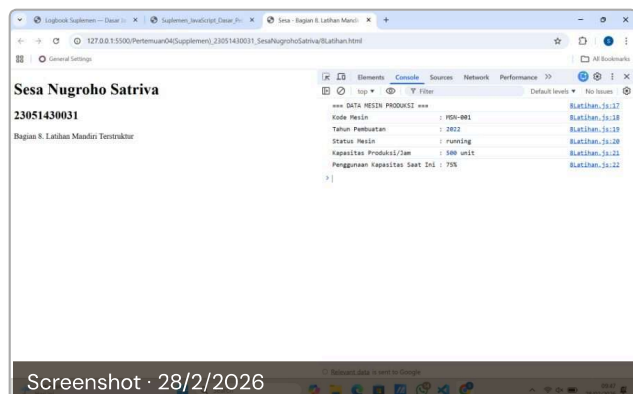 Logbook Suplemen — Dasar Ja
Suplemen_JavaScript_Dasar_Pe
Sesa - Bagian 8. Latihan Mandi
127.0.0.1:5500/Pertemuan04(Supplemen)_23051430031_SesaNugrohoSatriva/8Latihan.html
General Settings
All Bookmarks
Sesa Nugroho Satriva
23051430031
Bagian 8. Latihan Mandiri Terstruktur
Elements Console Sources Network Performance
top Filter Default levels No Issues
=== DATA MESIN PRODUKSI === 8Latihan.js:17
Kode Mesin : MSN-001 8Latihan.js:18
Tahun Pembuatan : 2022 8Latihan.js:19
Status Mesin : running 8Latihan.js:20
Kapasitas Produksi/Jam : 500 unit 8Latihan.js:21
Penggunaan Kapasitas Saat Ini : 75% 8Latihan.js:22
Relevant data is sent to Google
Screenshot · 28/2/2026